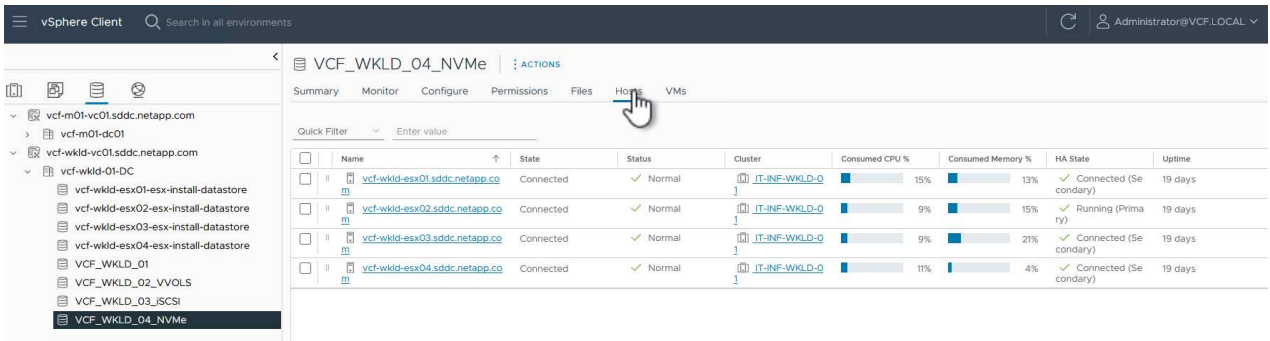 vSphere Client
Search in all environments
Administrator@VCF.LOCAL
VCF_WKLD_04_NVMe
ACTIONS
Summary Monitor Configure Permissions Files Hosts VMs
vcf-m01-vc01.sddc.netapp.com
vcf-m01-dc01
vcf-wkld-vc01.sddc.netapp.com
vcf-wkld-01-DC
vcf-wkld-esx01-esx-install-datastore
vcf-wkld-esx02-esx-install-datastore
vcf-wkld-esx03-esx-install-datastore
vcf-wkld-esx04-esx-install-datastore
VCF_WKLD_01
VCF_WKLD_02_VVOLS
VCF_WKLD_03_iSCSI
VCF_WKLD_04_NVMe
Quick Filter Enter value
Name State Status Cluster Consumed CPU % Consumed Memory % HA State Uptime
vcf-wkld-esx01.sddc.netapp.co Connected Normal IT-INF-WKLD-0 15% 13% Connected (Se 19 days
m 1 condary)
vcf-wkld-esx02.sddc.netapp.co Connected Normal IT-INF-WKLD-0 9% 15% Running (Prima 19 days
m 1 ry)
vcf-wkld-esx03.sddc.netapp.co Connected Normal IT-INF-WKLD-0 9% 21% Connected (Se 19 days
m 1 condary)
vcf-wkld-esx04.sddc.netapp.co Connected Normal IT-INF-WKLD-0 11% 4% Connected (Se 19 days
m 1 condary)